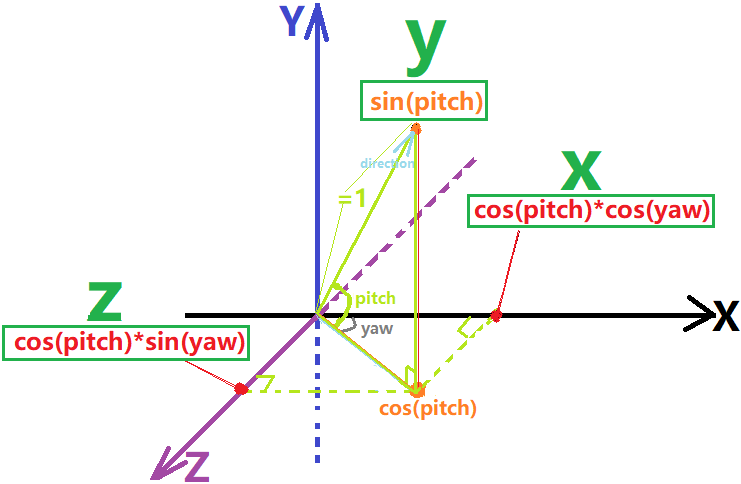 Y
y
sin(pitch)
direction
=1
x
cos(pitch)*cos(yaw)
pitch
z
yaw
X
cos(pitch)*sin(yaw)
cos(pitch)
Z